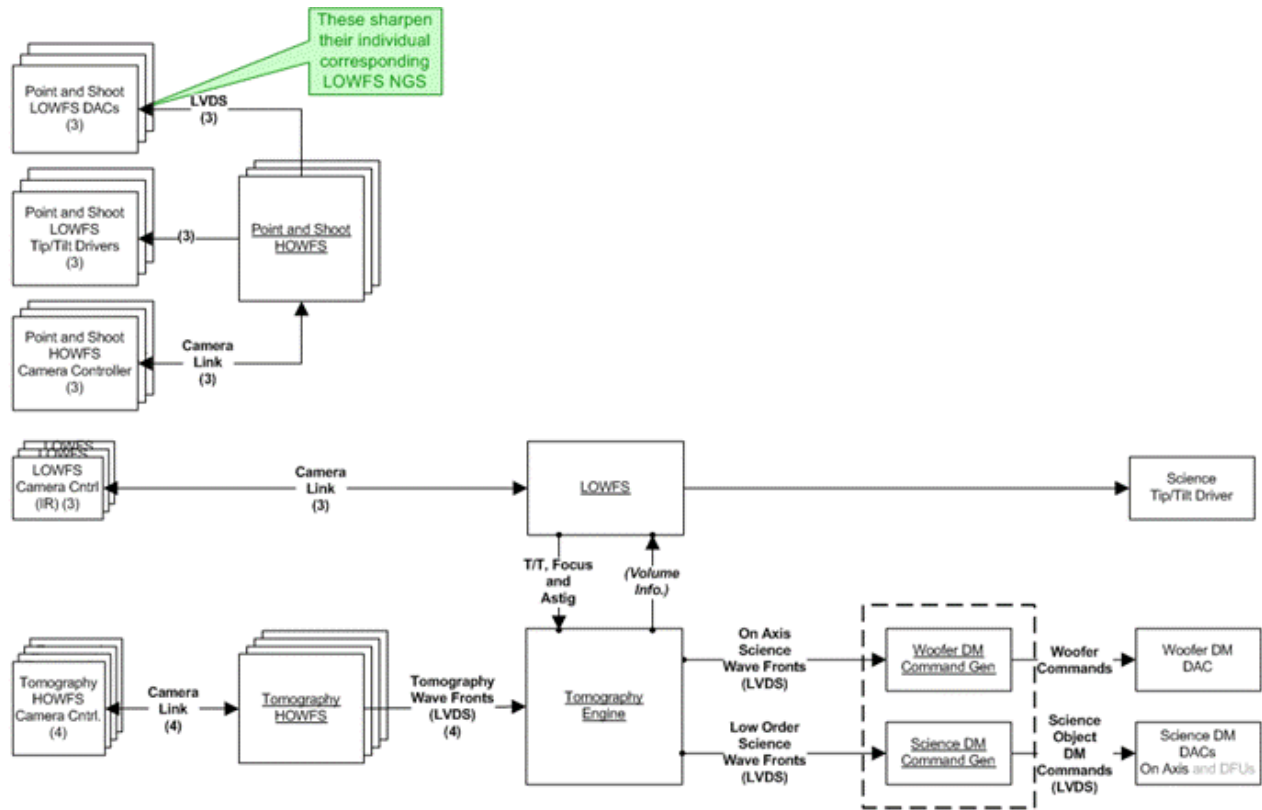 These sharpen
their individual
corresponding
LOWFS NGS
Point and Shoot
LOWFS DACs
(3)
LVDS
(3)
Point and Shoot
LOWFS
Tip/Tilt Drivers
(3)
(3)
Point and Shoot
HOWFS
Point and Shoot
HOWFS
Camera Controller
(3)
Camera
Link
(3)
LOWFS
LOWFS
LOWFS
Camera Cntrl
(IR) (3)
Camera
Link
(3)
LOWFS
Science
Tip/Tilt Driver
T/T, Focus
and
Astig
(Volume
Info.)
Tomography
HOWFS
Camera Cntrl.
(4)
Camera
Link
(4)
Tomography
HOWFS
Tomography
Wave Fronts
(LVDS)
(4)
Tomography
Engine
On Axis
Science
Wave Fronts
(LVDS)
Woofer DM
Command Gen
Woofer
Commands
Woofer DM
DAC
Low Order
Science
Wave Fronts
(LVDS)
Science DM
Command Gen
Science
Object
DM
Commands
(LVDS)
Science DM
DACs
On Axis and DFUs